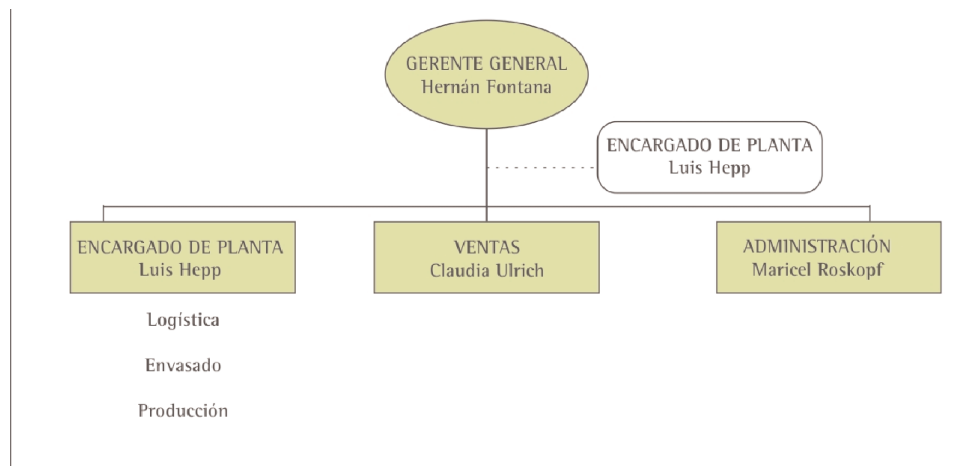 GERENTE GENERAL
Hernán Fontana
ENCARGADO DE PLANTA
Luis Hepp
ENCARGADO DE PLANTA
Luis Hepp
VENTAS
Claudia Ulrich
ADMINISTRACIÓN
Maricel Roskopf
Logística
Envasado
Producción